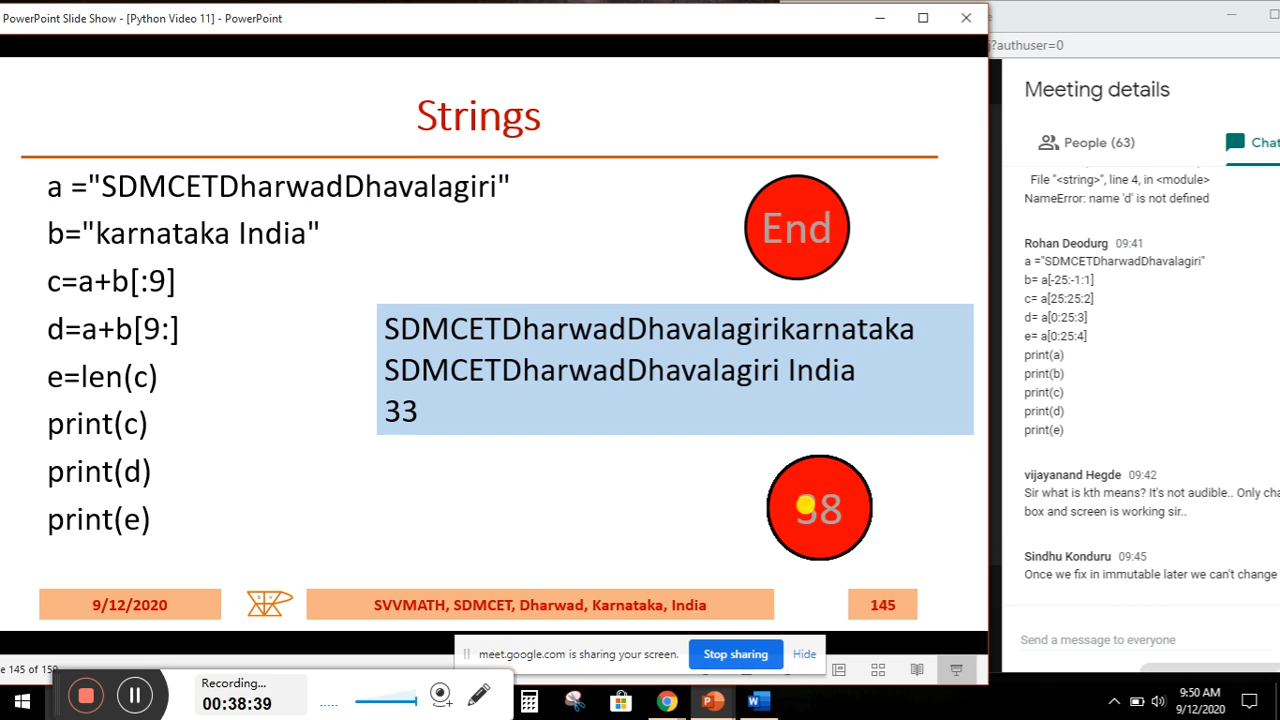 PowerPoint Slide Show - [Python Video 11] - PowerPoint
?authuser=0
Strings
a ="SDMCETDharwadDhavalagiri"
b="karnataka India"
c=a+b[:9]
d=a+b[9:]
e=len(c)
print(c)
print(d)
print(e)
End
SDMCETDharwadDhavalagirikarnataka
SDMCETDharwadDhavalagiri India
33
9/12/2020
SVVMATH, SDMCET, Dharwad, Karnataka, India
145
meet.google.com is sharing your screen.
Stop sharing
Hide
145 of
Recording...
00:38:39
Meeting details
People (63)
Chat
File "<string>", line 4, in <module>
NameError: name 'd' is not defined
Rohan Deodurg 09:41
a ="SDMCETDharwadDhavalagiri"
b= a[-25:-1:1]
c= a[25:25:2]
d= a[0:25:3]
e= a[0:25:4]
print(a)
print(b)
print(c)
print(d)
print(e)
vijayanand Hegde 09:42
Sir what is kth means? It's not audible.. Only cha
box and screen is working sir..
Sindhu Konduru 09:45
Once we fix in immutable later we can't change
Send a message to everyone
9:50 AM
9/12/2020